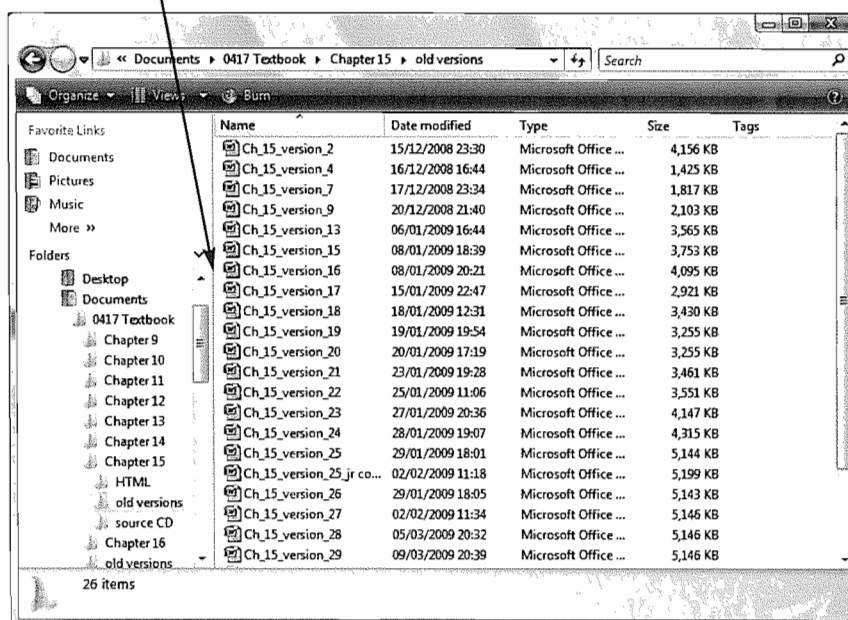 « Documents ▸ 0417 Textbook ▸ Chapter 15 ▸ old versions Search
Organize Views Burn
Favorite Links
Documents
Pictures
Music
More »
Folders
Desktop
Documents
0417 Textbook
Chapter 9
Chapter 10
Chapter 11
Chapter 12
Chapter 13
Chapter 14
Chapter 15
HTML
old versions
source CD
Chapter 16
old versions
Name Date modified Type Size Tags
Ch_15_version_2 15/12/2008 23:30 Microsoft Office ... 4,156 KB
Ch_15_version_4 16/12/2008 16:44 Microsoft Office ... 1,425 KB
Ch_15_version_7 17/12/2008 23:34 Microsoft Office ... 1,817 KB
Ch_15_version_9 20/12/2008 21:40 Microsoft Office ... 2,103 KB
Ch_15_version_13 06/01/2009 16:44 Microsoft Office ... 3,565 KB
Ch_15_version_15 08/01/2009 18:39 Microsoft Office ... 3,753 KB
Ch_15_version_16 08/01/2009 20:21 Microsoft Office ... 4,095 KB
Ch_15_version_17 15/01/2009 22:47 Microsoft Office ... 2,921 KB
Ch_15_version_18 18/01/2009 12:31 Microsoft Office ... 3,430 KB
Ch_15_version_19 19/01/2009 19:54 Microsoft Office ... 3,255 KB
Ch_15_version_20 20/01/2009 17:19 Microsoft Office ... 3,255 KB
Ch_15_version_21 23/01/2009 19:28 Microsoft Office ... 3,461 KB
Ch_15_version_22 25/01/2009 11:06 Microsoft Office ... 3,551 KB
Ch_15_version_23 27/01/2009 20:36 Microsoft Office ... 4,147 KB
Ch_15_version_24 28/01/2009 19:07 Microsoft Office ... 4,315 KB
Ch_15_version_25 29/01/2009 18:01 Microsoft Office ... 5,144 KB
Ch_15_version_25_jr co... 02/02/2009 11:18 Microsoft Office ... 5,199 KB
Ch_15_version_26 29/01/2009 18:05 Microsoft Office ... 5,143 KB
Ch_15_version_27 02/02/2009 11:34 Microsoft Office ... 5,146 KB
Ch_15_version_28 05/03/2009 20:32 Microsoft Office ... 5,146 KB
Ch_15_version_29 09/03/2009 20:39 Microsoft Office ... 5,146 KB
26 items